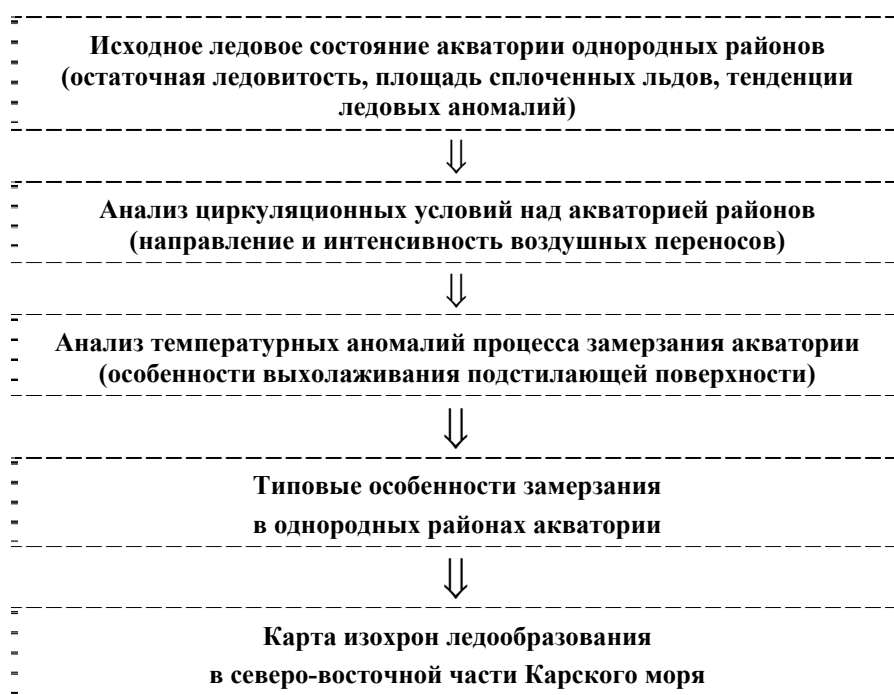 Исходное ледовое состояние акватории однородных районов
(остаточная ледовитость, площадь сплоченных льдов, тенденции
ледовых аномалий)
Анализ циркуляционных условий над акваторией районов
(направление и интенсивность воздушных переносов)
Анализ температурных аномалий процесса замерзания акватории
(особенности выхолаживания подстилающей поверхности)
Типовые особенности замерзания
в однородных районах акватории
Карта изохрон ледообразования
в северо-восточной части Карского моря